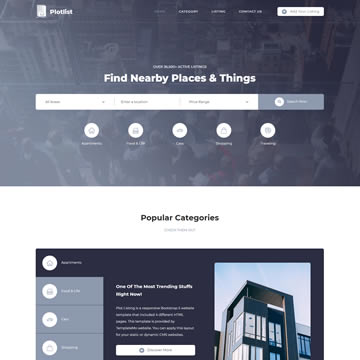 Plotlist
HOME CATEGORY LISTING CONTACT US Add Your Listing
OVER 36,500+ ACTIVE LISTINGS
Find Nearby Places & Things
All Areas Enter a location Price Range Search Now
Apartments Food & Life Cars Shopping Traveling
Popular Categories
CHECK THEM OUT
Apartments
Food & Life
Cars
Shopping
One Of The Most Trending Stuffs
Right Now!
Plot Listing is a responsive Bootstrap 5 website
template that included 4 different HTML
pages. This template is provided by
TemplateMo website. You can apply this
layout for your static or dynamic CMS websites.
Discover More